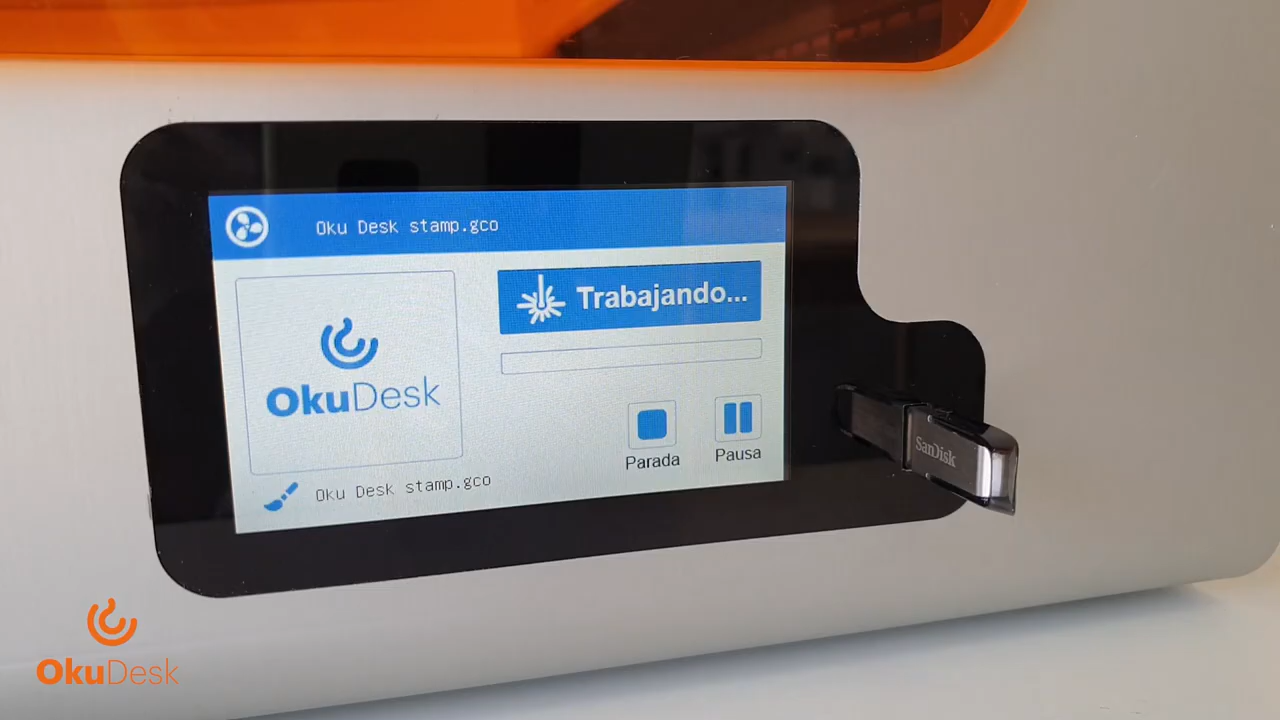 Oku Desk stamp.gco
Trabajando...
OkuDesk
Parada
Pausa
Oku Desk stamp.gco
SanDisk
OkuDesk